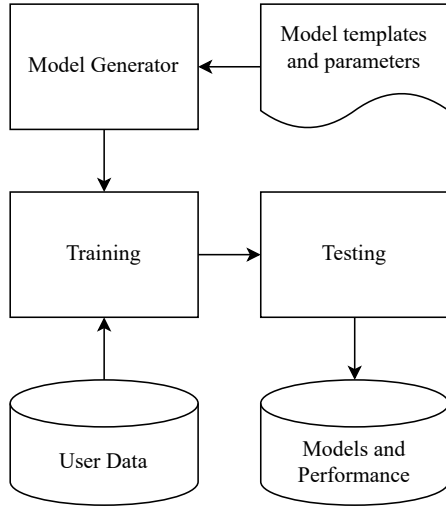 Model Generator
Model templates
and parameters
Training
Testing
User Data
Models and
Performance